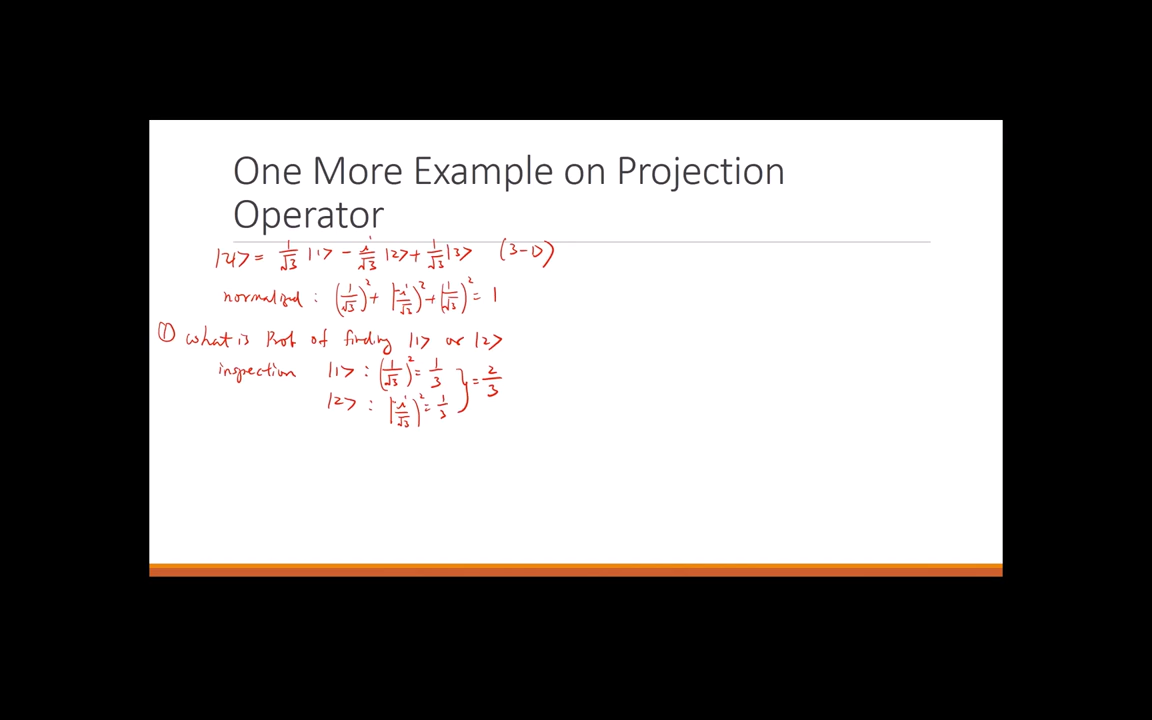 One More Example on Projection
Operator
|ψ> = 1/√3 |1> - i/√3 |2> + 1/√3 |3> (3-D)
normalized : (1/√3)² + |-i/√3|² + (1/√3)² = 1
① What is Prob of finding |1> or |2>
inspection |1> : (1/√3)² = 1/3 } = 2/3
|2> : |-i/√3|² = 1/3